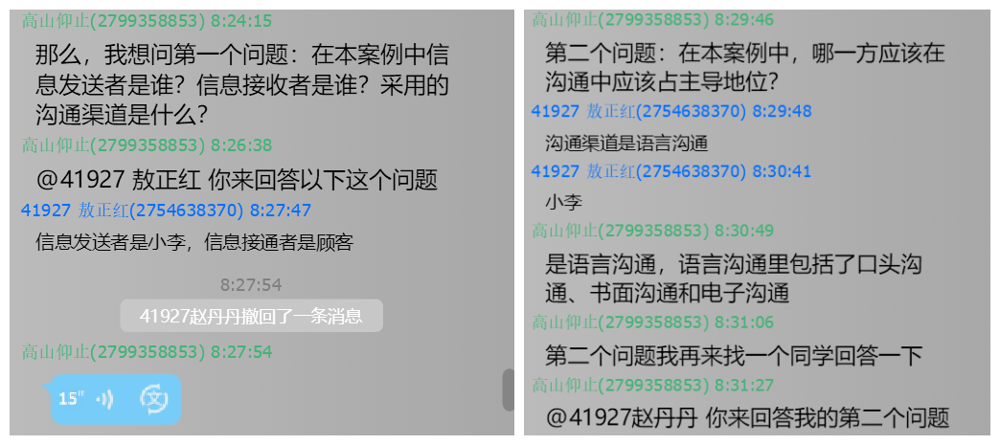 高山仰止(2799358853) 8:24:15
那么，我想问第一个问题：在本案例中信
息发送者是谁？信息接收者是谁？采用的
沟通渠道是什么？
高山仰止(2799358853) 8:26:38
@41927 敖正红 你来回答以下这个问题
41927 敖正红(2754638370) 8:27:47
信息发送者是小李，信息接通者是顾客
8:27:54
41927赵丹丹撤回了一条消息
高山仰止(2799358853) 8:27:54
15"
文
高山仰止(2799358853) 8:29:46
第二个问题：在本案例中，哪一方应该在
沟通中应该占主导地位？
41927 敖正红(2754638370) 8:29:48
沟通渠道是语言沟通
41927 敖正红(2754638370) 8:30:41
小李
高山仰止(2799358853) 8:30:49
是语言沟通，语言沟通里包括了口头沟
通、书面沟通和电子沟通
高山仰止(2799358853) 8:31:06
第二个问题我再来找一个同学回答一下
高山仰止(2799358853) 8:31:27
@41927赵丹丹 你来回答我的第二个问题